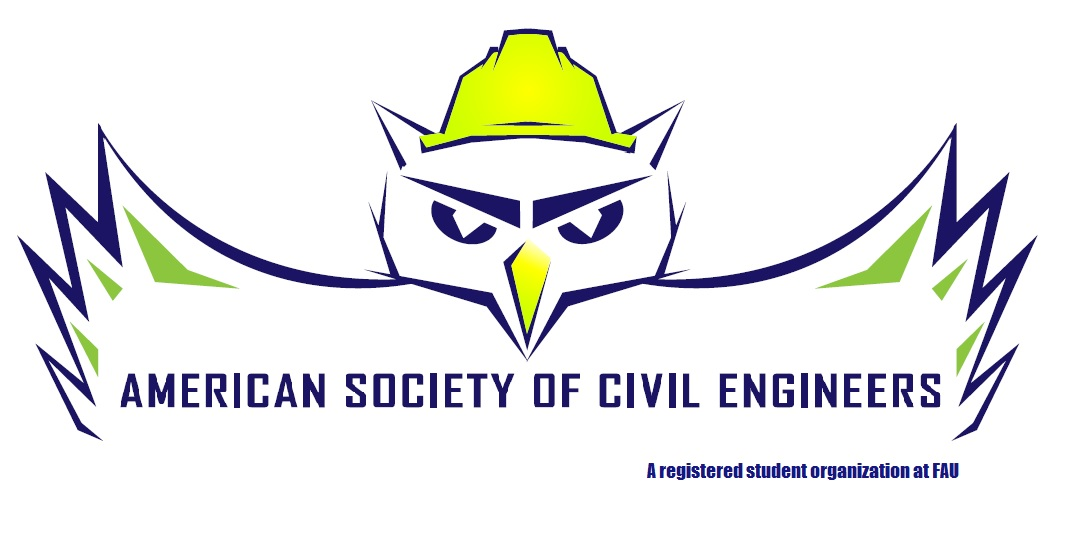 AMERICAN SOCIETY OF CIVIL ENGINEERS
A registered student organization at FAU